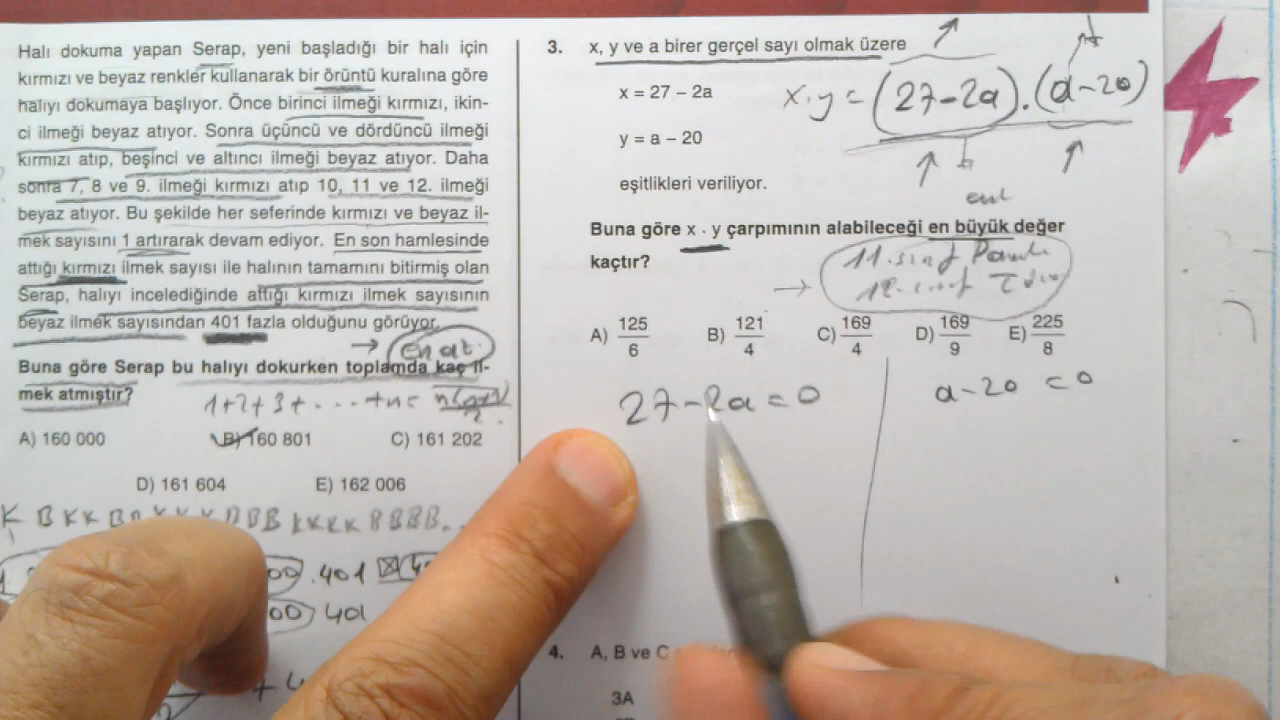 Halı dokuma yapan Serap, yeni başladığı bir halı için
kırmızı ve beyaz renkler kullanarak bir örüntü kuralına göre
halıyı dokumaya başlıyor. Önce birinci ilmeği kırmızı, ikin-
ci ilmeği beyaz atıyor. Sonra üçüncü ve dördüncü ilmeği
kırmızı atıp, beşinci ve altıncı ilmeği beyaz atıyor. Daha
sonra 7, 8 ve 9. ilmeği kırmızı atıp 10, 11 ve 12. ilmeği
beyaz atıyor. Bu şekilde her seferinde kırmızı ve beyaz il-
mek sayısını 1 artırarak devam ediyor. En son hamlesinde
attığı kırmızı ilmek sayısı ile halının tamamını bitirmiş olan
Serap, halıyı incelediğinde attığı kırmızı ilmek sayısının
beyaz ilmek sayısından 401 fazla olduğunu görüyor.
Buna göre Serap bu halıyı dokurken toplamda kaç il-
mek atmıştır?
1+2+3+.....+n=
A) 160 000
B) 160 801
C) 161 202
D) 161 604
E) 162 006
.401
401
3. x, y ve a birer gerçel sayı olmak üzere
x = 27 – 2a
x.y = (27-2a).(a-20)
y = a – 20
eşitlikleri veriliyor.
Buna göre x · y çarpımının alabileceği en büyük değer
kaçtır?
11.sınıf
A) 125/6
B) 121/4
C) 169/4
D) 169/9
E) 225/8
27-2a=0
a-20=0
4. A, B ve C
3A